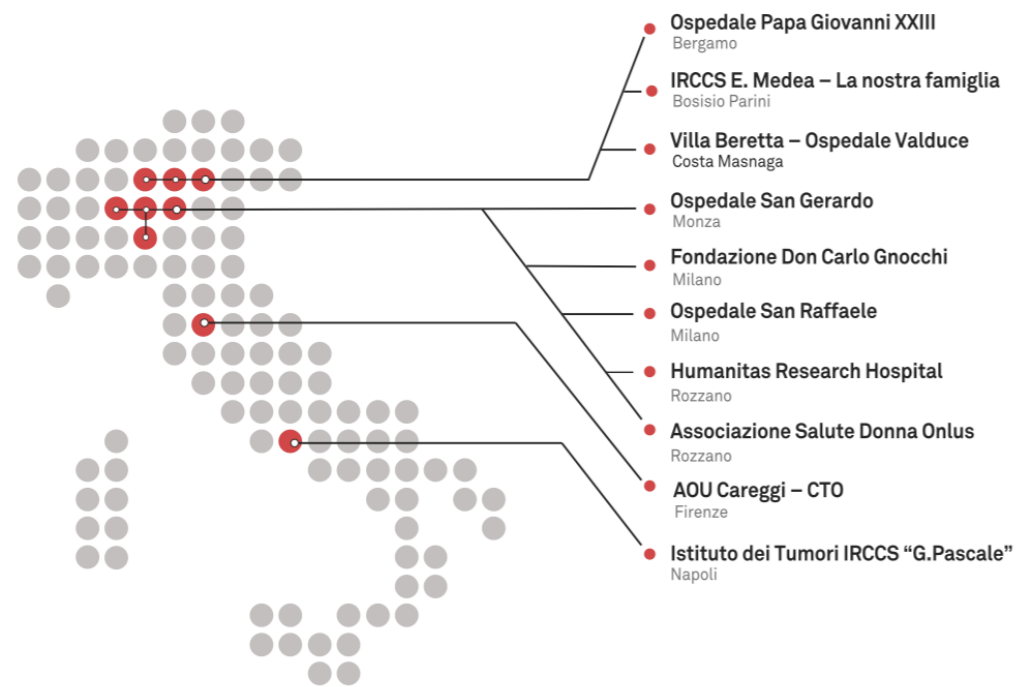 Ospedale Papa Giovanni XXIII
Bergamo
IRCCS E. Medea – La nostra famiglia
Bosisio Parini
Villa Beretta – Ospedale Valduce
Costa Masnaga
Ospedale San Gerardo
Monza
Fondazione Don Carlo Gnocchi
Milano
Ospedale San Raffaele
Milano
Humanitas Research Hospital
Rozzano
Associazione Salute Donna Onlus
Rozzano
AOU Careggi – CTO
Firenze
Istituto dei Tumori IRCCS “G.Pascale”
Napoli